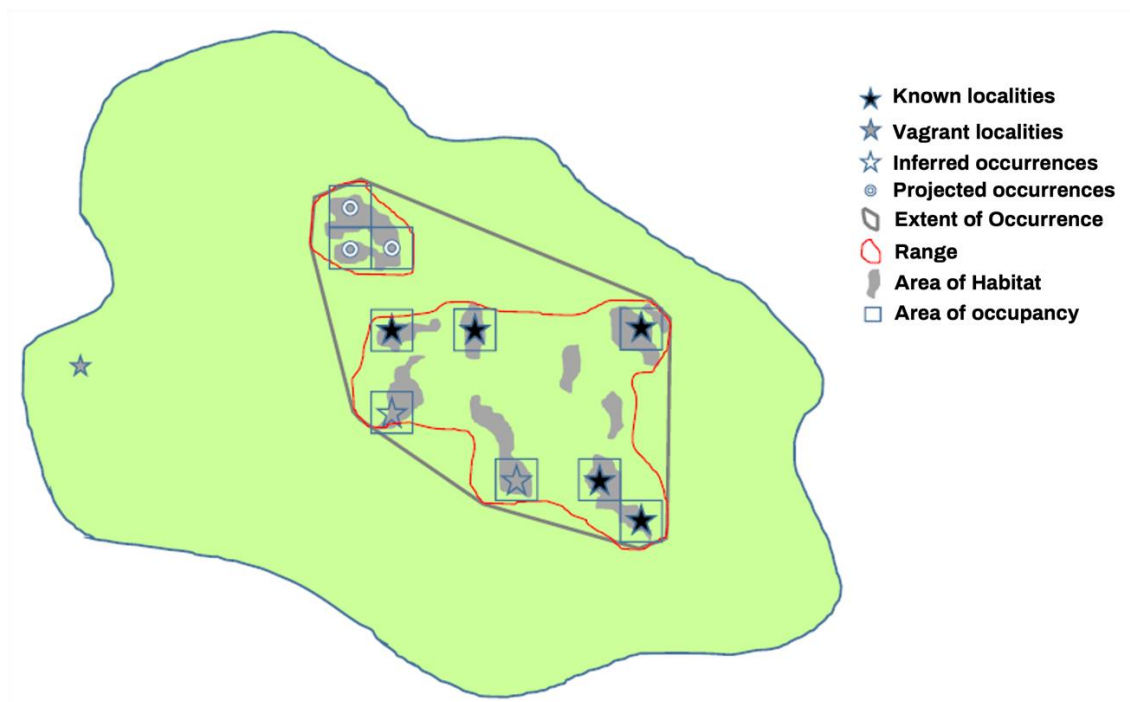 Known localities
Vagrant localities
Inferred occurrences
Projected occurrences
Extent of Occurrence
Range
Area of Habitat
Area of occupancy